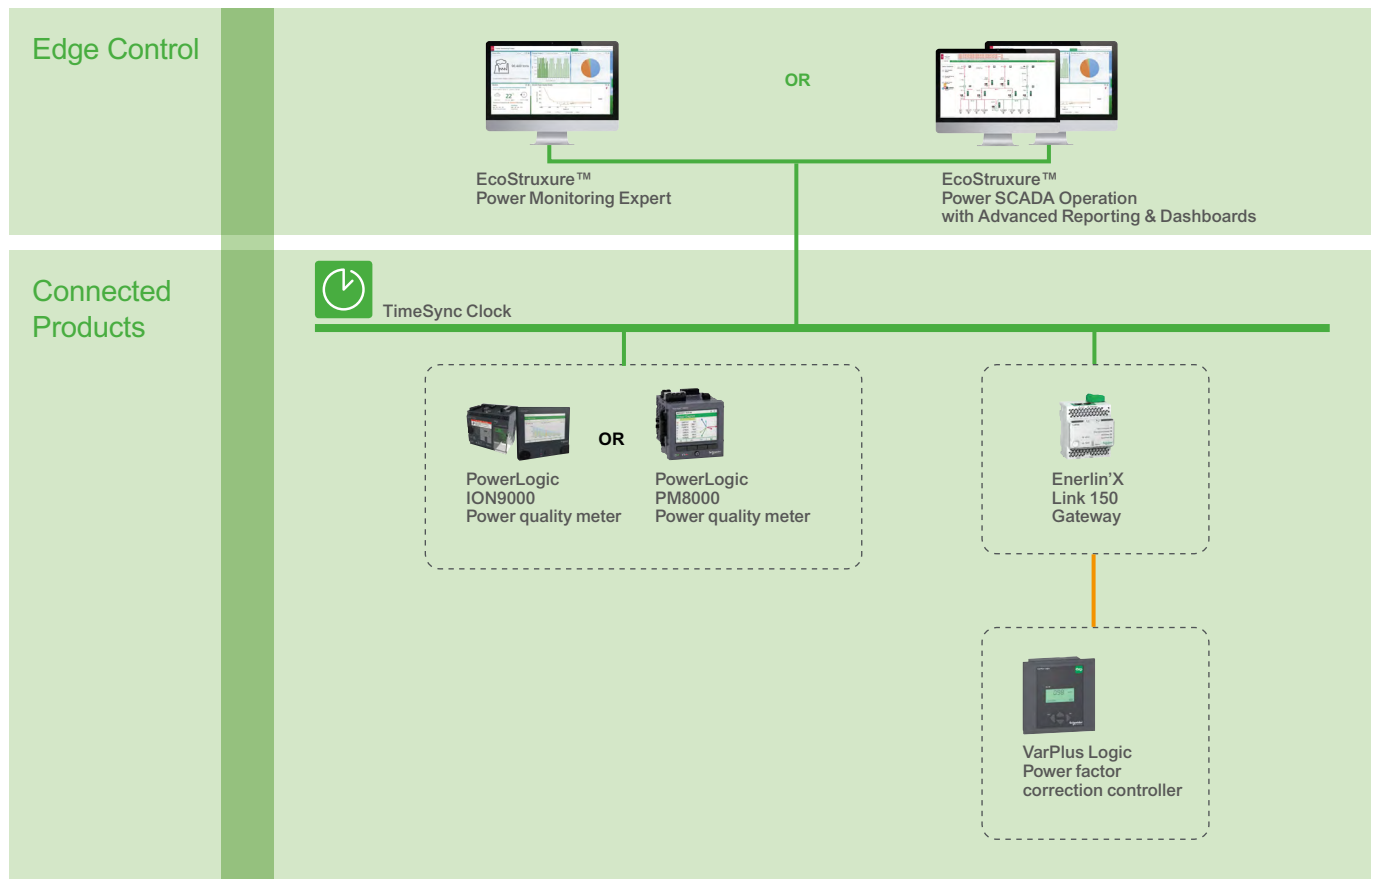 Edge Control
OR
EcoStruxure™
Power Monitoring Expert
EcoStruxure™
Power SCADA Operation
with Advanced Reporting & Dashboards
Connected
Products
TimeSync Clock
PowerLogic
ION9000
Power quality meter
OR
PowerLogic
PM8000
Power quality meter
Enerlin’X
Link 150
Gateway
VarPlus Logic
Power factor
correction controller